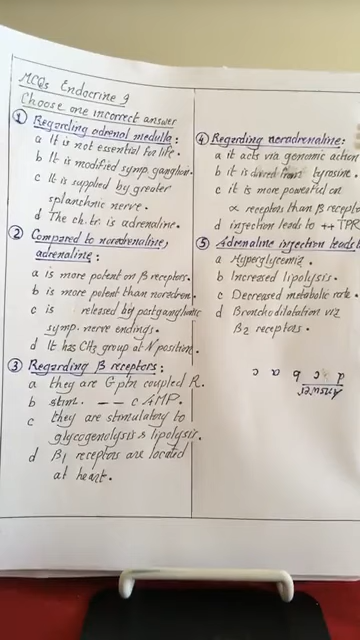 MCQs Endocrine 9
Choose one incorrect answer
① Regarding adrenal medulla:
a It is not essential for life.
b It is modified symp. ganglion.
c It is supplied by greater
splanchnic nerve.
d The ch. tr. is adrenaline.
② Compared to noradrenaline,
adrenaline:
a is more potent on β receptors.
b is more potent than noradren.
c is released by postganglionic
symp. nerve endings.
d It has CH3 group at N position.
③ Regarding β receptors:
a they are G ptn coupled R.
b stim. -- c AMP.
c they are stimulatory to
glycogenolysis & lipolysis.
d β1 receptors are located
at heart.
④ Regarding noradrenaline:
a it acts via genomic action
b it is derived from tyrosine.
c it is more powerful on
α receptors than β recepto
d injection leads to ++ TPR
⑤ Adrenaline injection leads t
a Hyperglycemia.
b Increased lipolysis.
c Decreased metabolic rate.
d Bronchodilatation via
β2 receptors.
Answer
d c b a c